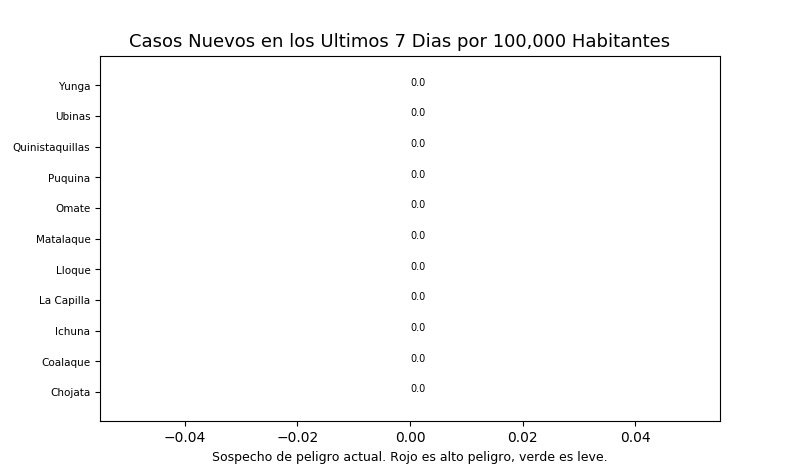 Casos Nuevos en los Ultimos 7 Dias por 100,000 Habitantes
Yunga 0.0
Ubinas 0.0
Quinistaquillas 0.0
Puquina 0.0
Omate 0.0
Matalaque 0.0
Lloque 0.0
La Capilla 0.0
Ichuna 0.0
Coalaque 0.0
Chojata 0.0
−0.04 −0.02 0.00 0.02 0.04
Sospecho de peligro actual. Rojo es alto peligro, verde es leve.